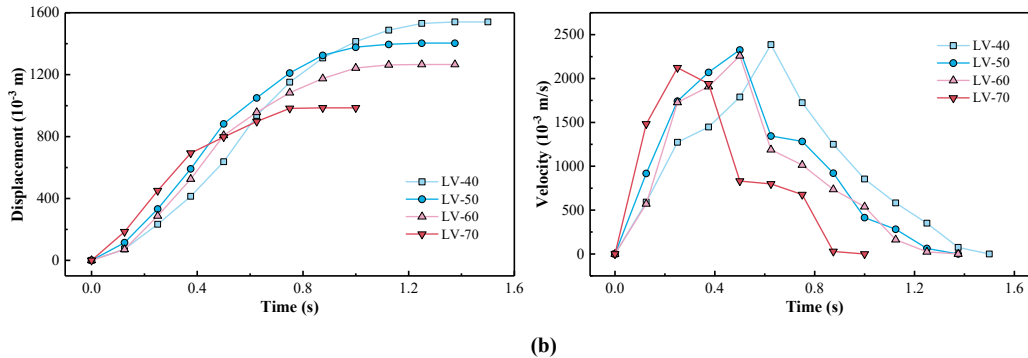 1600
1200
800
400
0
Displacement (10⁻³ m)
LV-40
LV-50
LV-60
LV-70
0.0 0.4 0.8 1.2 1.6
Time (s)
2500
2000
1500
1000
500
0
Velocity (10⁻³ m/s)
LV-40
LV-50
LV-60
LV-70
0.0 0.4 0.8 1.2 1.6
Time (s)
(b)